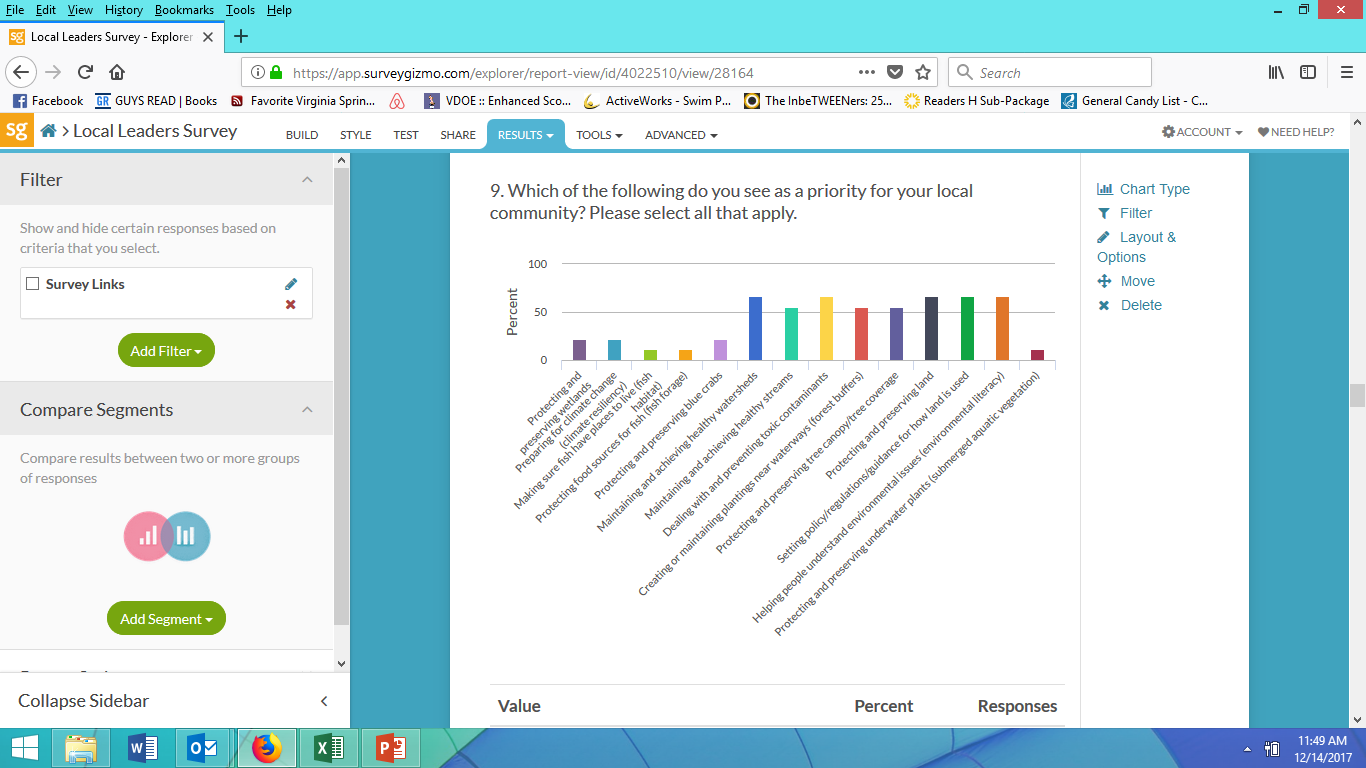 File Edit View History Bookmarks Tools Help
sg Local Leaders Survey - Explorer
https://app.surveygizmo.com/explorer/report-view/id/4022510/view/28164
Search
Facebook GR GUYS READ | Books Favorite Virginia Sprin... VDOE :: Enhanced Sco... ActiveWorks - Swim P... The InbeTWEENers: 25... Readers H Sub-Package General Candy List - C...
sg > Local Leaders Survey BUILD STYLE TEST SHARE RESULTS TOOLS ADVANCED ACCOUNT NEED HELP?
Filter
Show and hide certain responses based on
criteria that you select.
Survey Links
Add Filter
Compare Segments
Compare results between two or more groups
of responses
Add Segment
Collapse Sidebar
9. Which of the following do you see as a priority for your local
community? Please select all that apply.
Percent
100
50
0
Protecting and
preserving wetlands
Preparing for climate change
(climate resiliency)
Making sure fish have places to live (fish
habitat)
Protecting food sources for fish (fish forage)
Protecting and preserving blue crabs
Maintaining and achieving healthy watersheds
Maintaining and achieving healthy streams
Dealing with and preventing toxic contaminants
Creating or maintaining plantings near waterways (forest buffers)
Protecting and preserving tree canopy/tree coverage
Protecting and preserving land
Setting policy/regulations/guidance for how land is used
Helping people understand environmental issues (environmental literacy)
Protecting and preserving underwater plants (submerged aquatic vegetation)
Value Percent Responses
Chart Type
Filter
Layout &
Options
Move
Delete
11:49 AM
12/14/2017